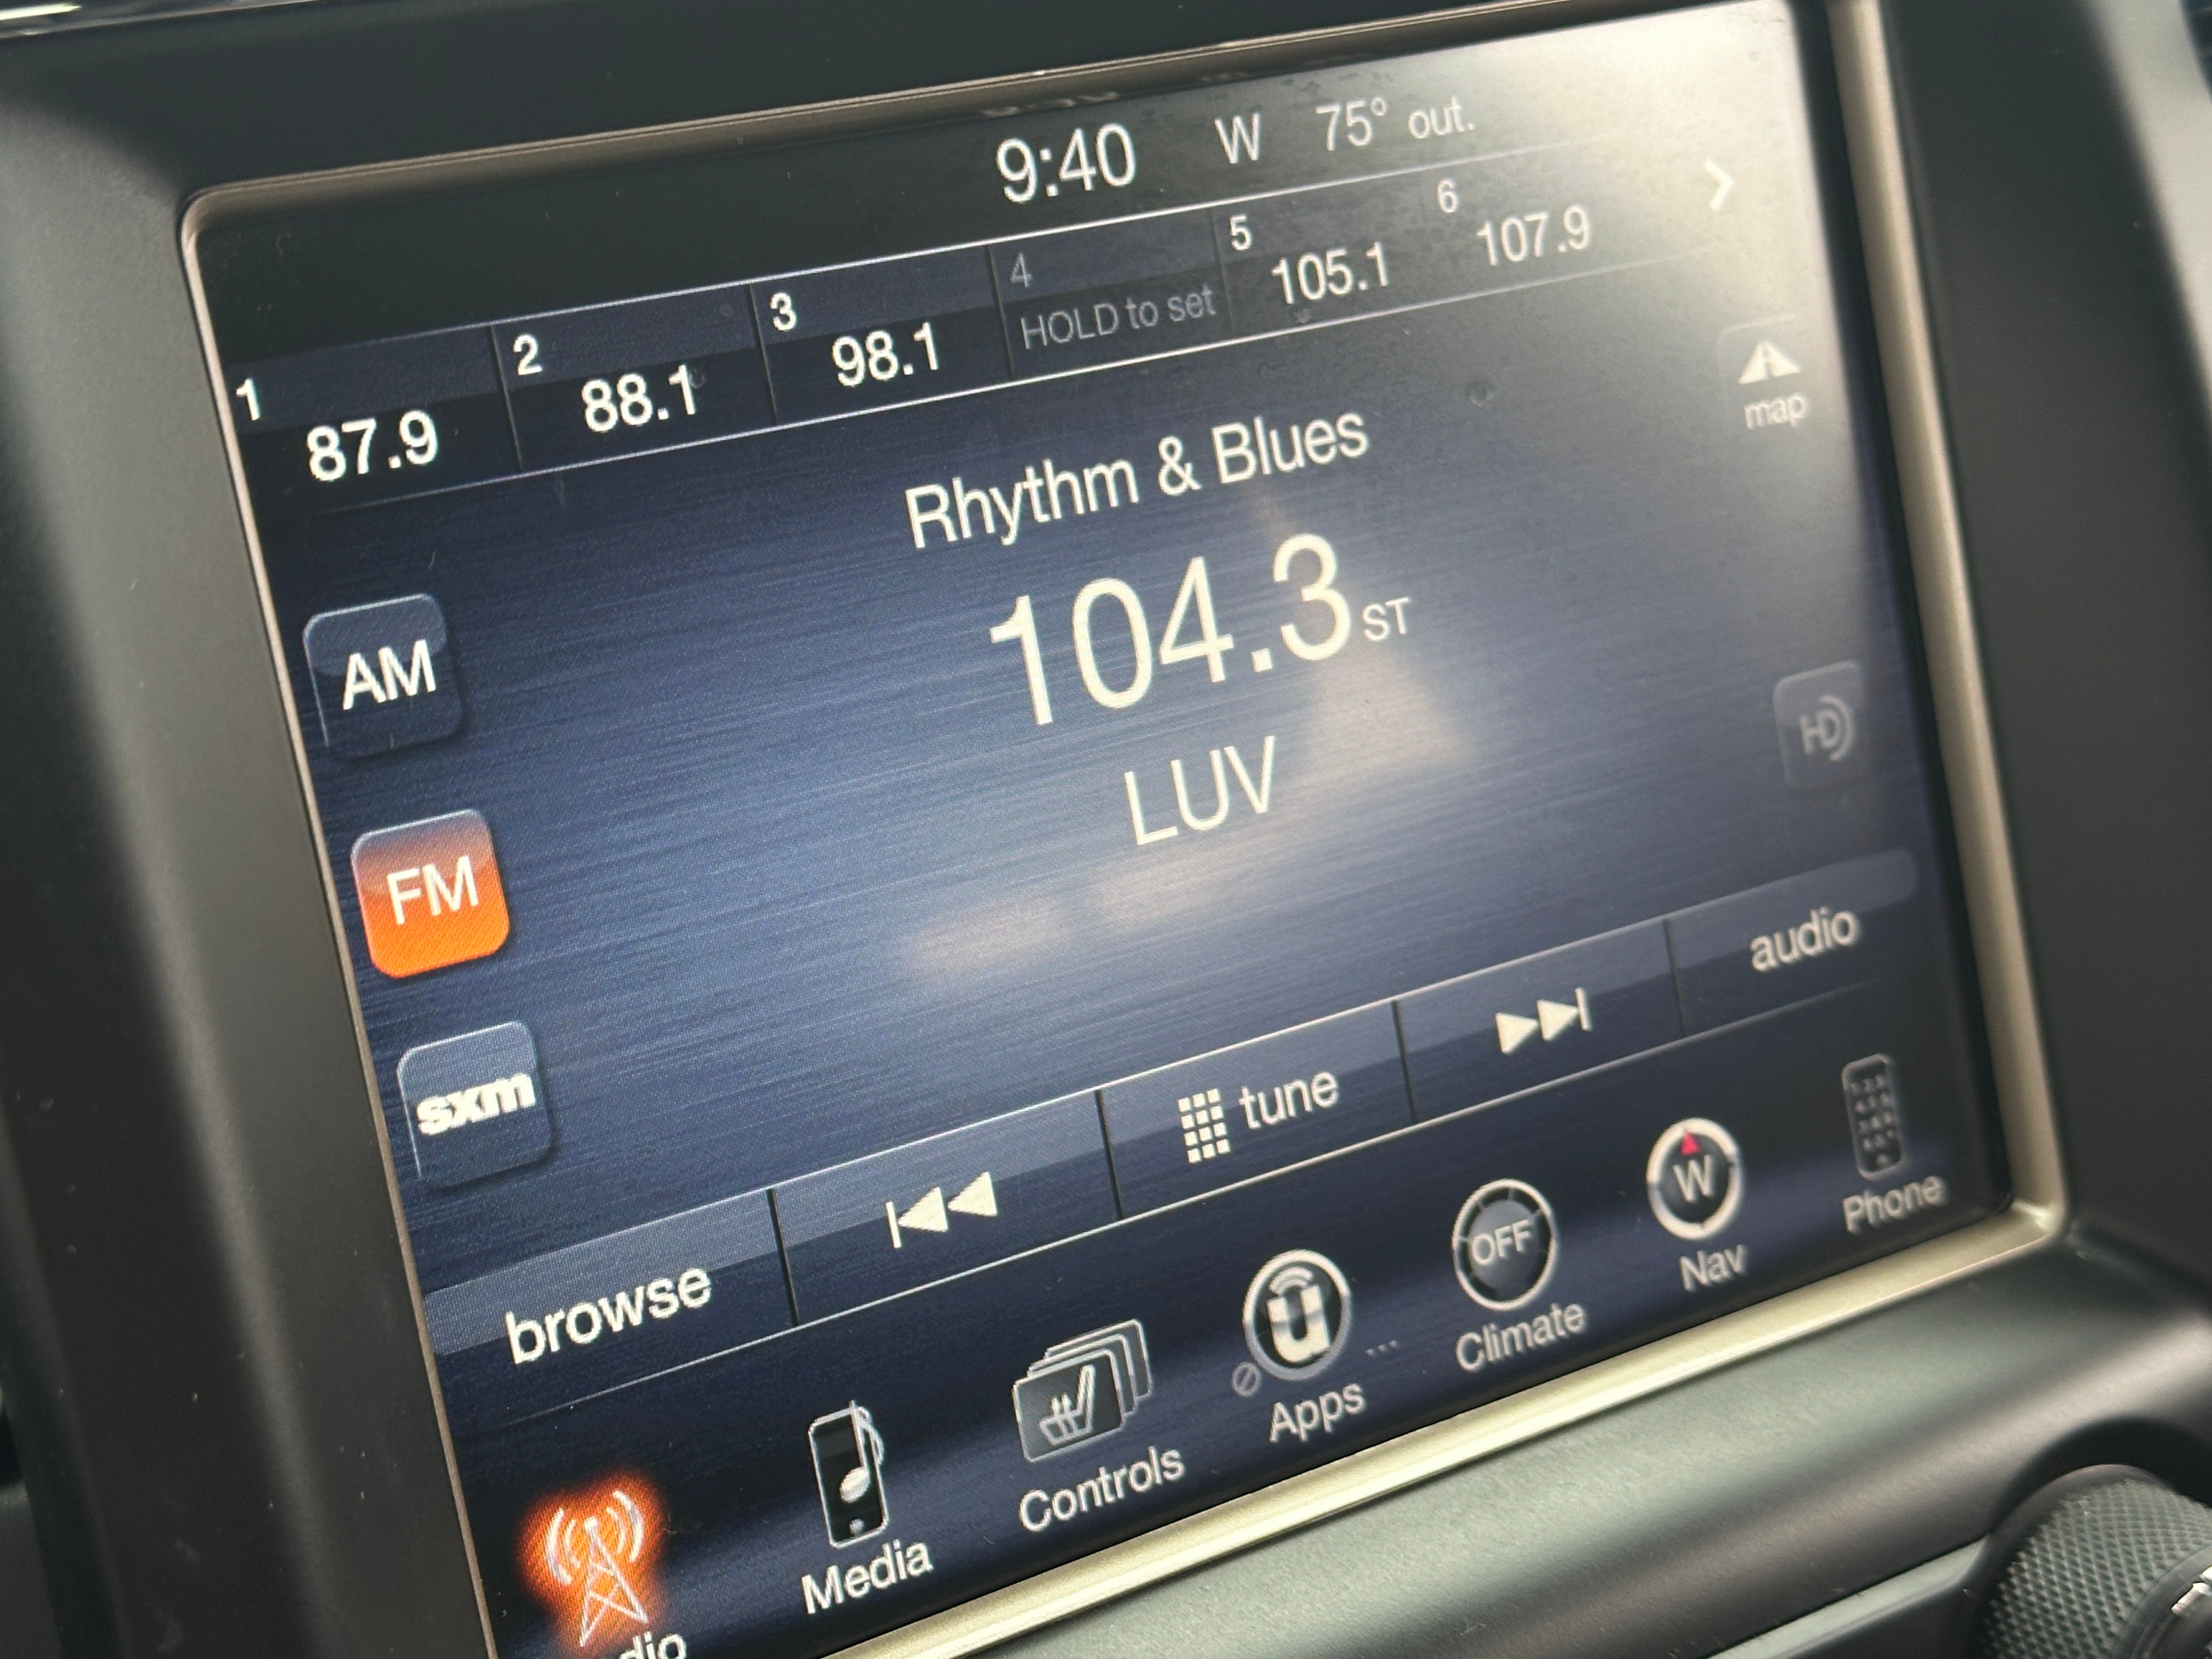 9:40 W 75° out.
1 87.9 2 88.1 3 98.1 4 HOLD to set 5 105.1 6 107.9
map
Rhythm & Blues
104.3 ST
LUV
AM
HD
FM
sxm
browse tune audio
dio Media Controls Apps OFF Climate W Nav Phone